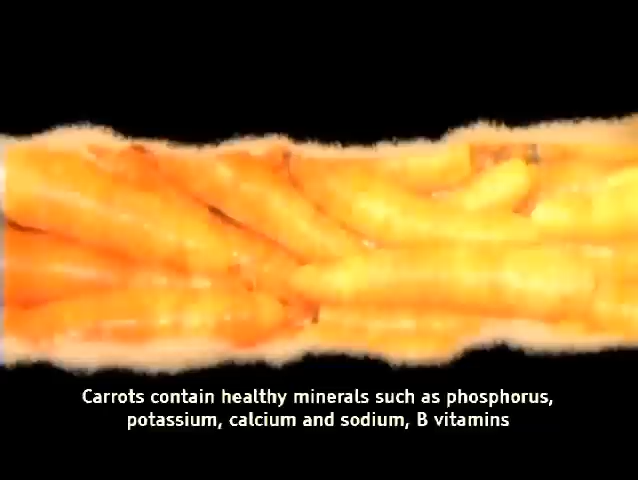 Carrots contain healthy minerals such as phosphorus,
potassium, calcium and sodium, B vitamins